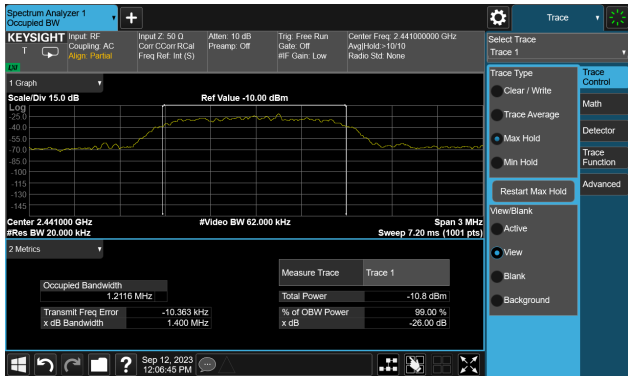 Spectrum Analyzer 1
Occupied BW
Trace
KEYSIGHT
Input: RF
Coupling: AC
Align: Partial
Input Z: 50 Ω
Corr CCorr RCal
Freq Ref: Int (S)
Atten: 10 dB
Preamp: Off
Trig: Free Run
Gate: Off
#IF Gain: Low
Center Freq: 2.441000000 GHz
Avg|Hold:>10/10
Radio Std: None
T
LXI
Select Trace
Trace 1
1 Graph
Scale/Div 15.0 dB
Ref Value -10.00 dBm
Log
-25.0
-40.0
-55.0
-70.0
-85.0
-100
-115
-130
-145
Center 2.441000 GHz
#Video BW 62.000 kHz
Span 3 MHz
#Res BW 20.000 kHz
Sweep 7.20 ms (1001 pts)
2 Metrics
Measure Trace
Trace 1
Occupied Bandwidth
1.2116 MHz
Total Power
-10.8 dBm
Transmit Freq Error
-10.363 kHz
% of OBW Power
99.00 %
x dB Bandwidth
1.400 MHz
x dB
-26.00 dB
Trace Type
Clear / Write
Trace Average
Max Hold
Min Hold
Restart Max Hold
View/Blank
Active
View
Blank
Background
Trace
Control
Math
Detector
Trace
Function
Advanced
?
Sep 12, 2023
12:06:45 PM